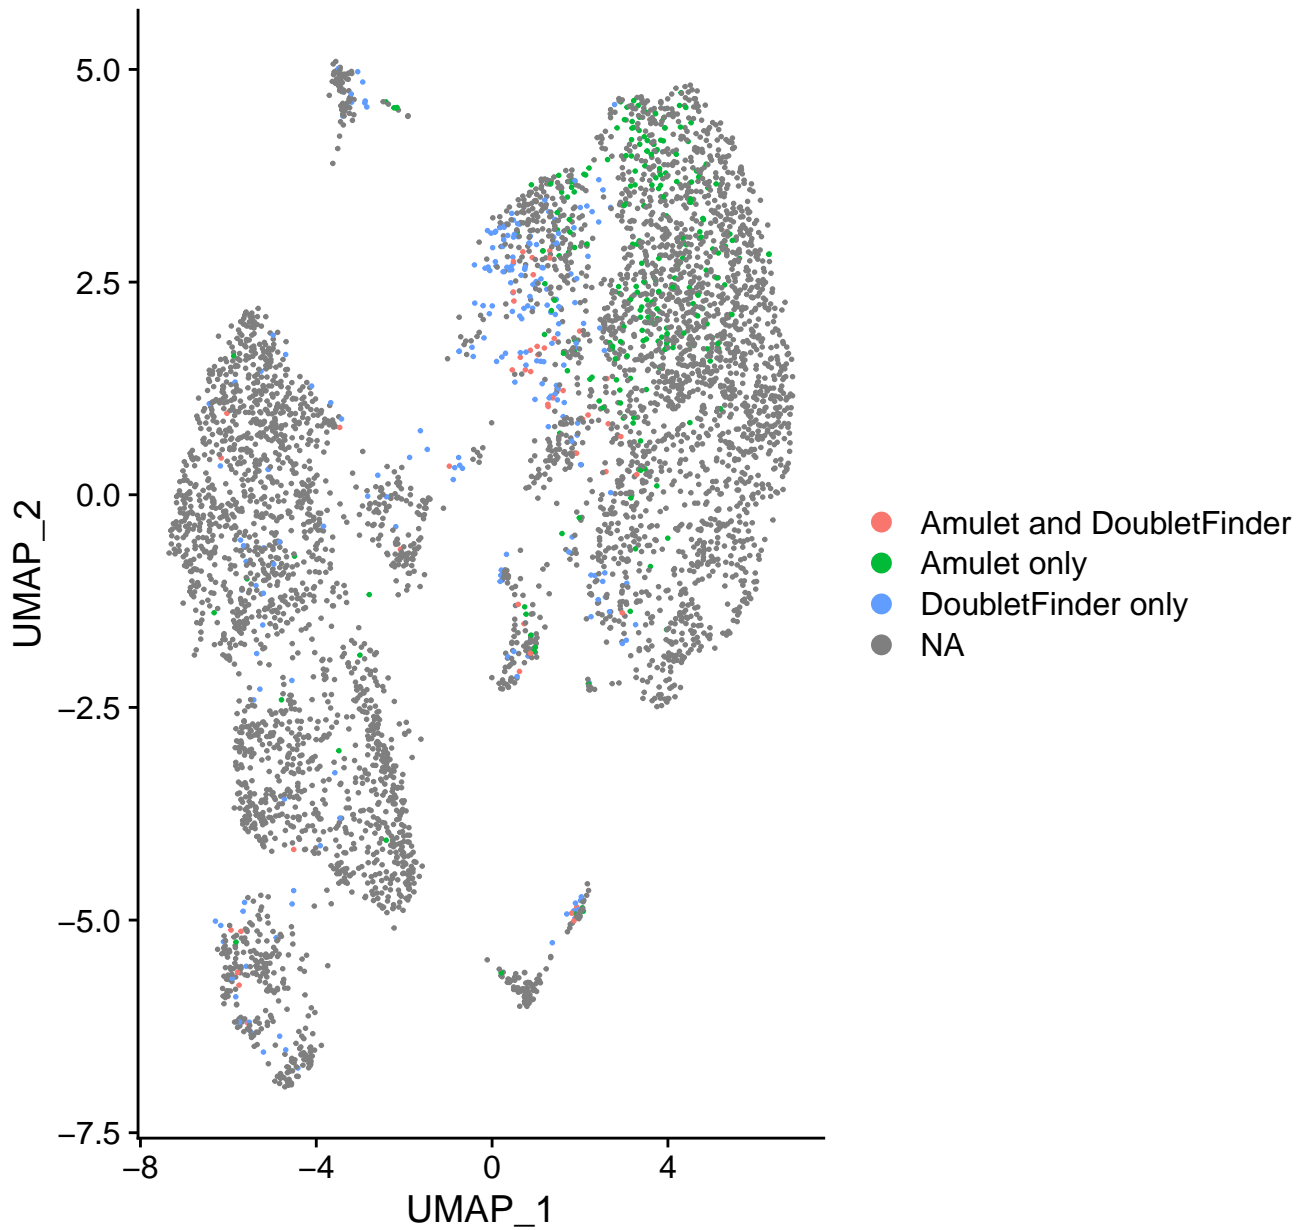 5.0
2.5
0.0
−2.5
−5.0
−7.5
−8
−4
0
4
UMAP_1
UMAP_2
Amulet and DoubletFinder
Amulet only
DoubletFinder only
NA